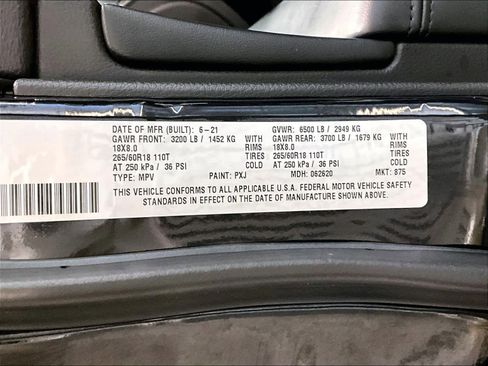 DATE OF MFR (BUILT): 6-21 GVWR: 6500 LB / 2949 KG
GAWR FRONT: 3200 LB / 1452 KG WITH GAWR REAR: 3700 LB / 1679 KG WITH
18X8.0 RIMS 18X8.0 RIMS
265/60R18 110T TIRES 265/60R18 110T TIRES
AT 250 kPa / 36 PSI COLD AT 250 kPa / 36 PSI COLD
TYPE: MPV PAINT: PXJ MDH: 062620 MKT: 875
THIS VEHICLE CONFORMS TO ALL APPLICABLE U.S.A. FEDERAL MOTOR VEHICLE SAFETY
STANDARDS IN EFFECT ON THE DATE OF MANUFACTURE SHOWN ABOVE.